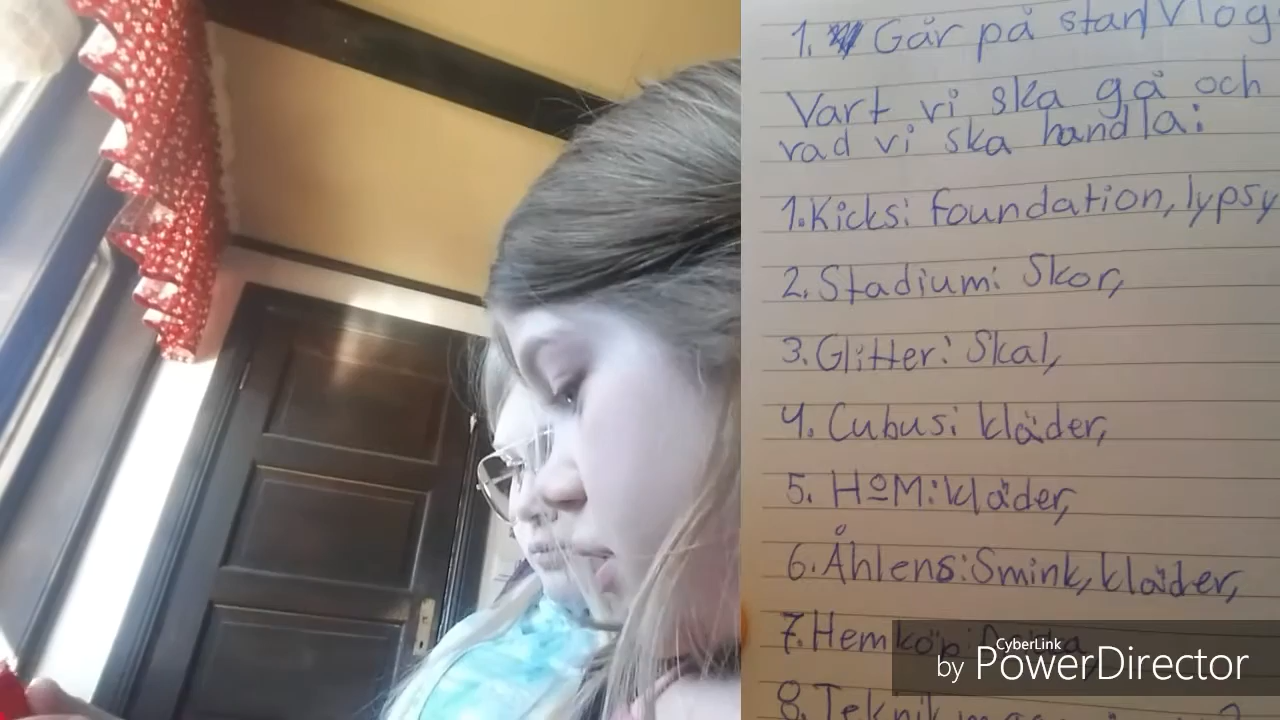 1. Går på stan Vlog
Vart vi ska gå och
vad vi ska handla:
1. Kicks: foundation, lypsy
2. Stadium: Skor,
3. Glitter: Skal,
4. Cubus: kläder,
5. HoM: kläder,
6. Åhlens: Smink, kläder,
7. Hemköp:
8. Teknik
CyberLink
by PowerDirector